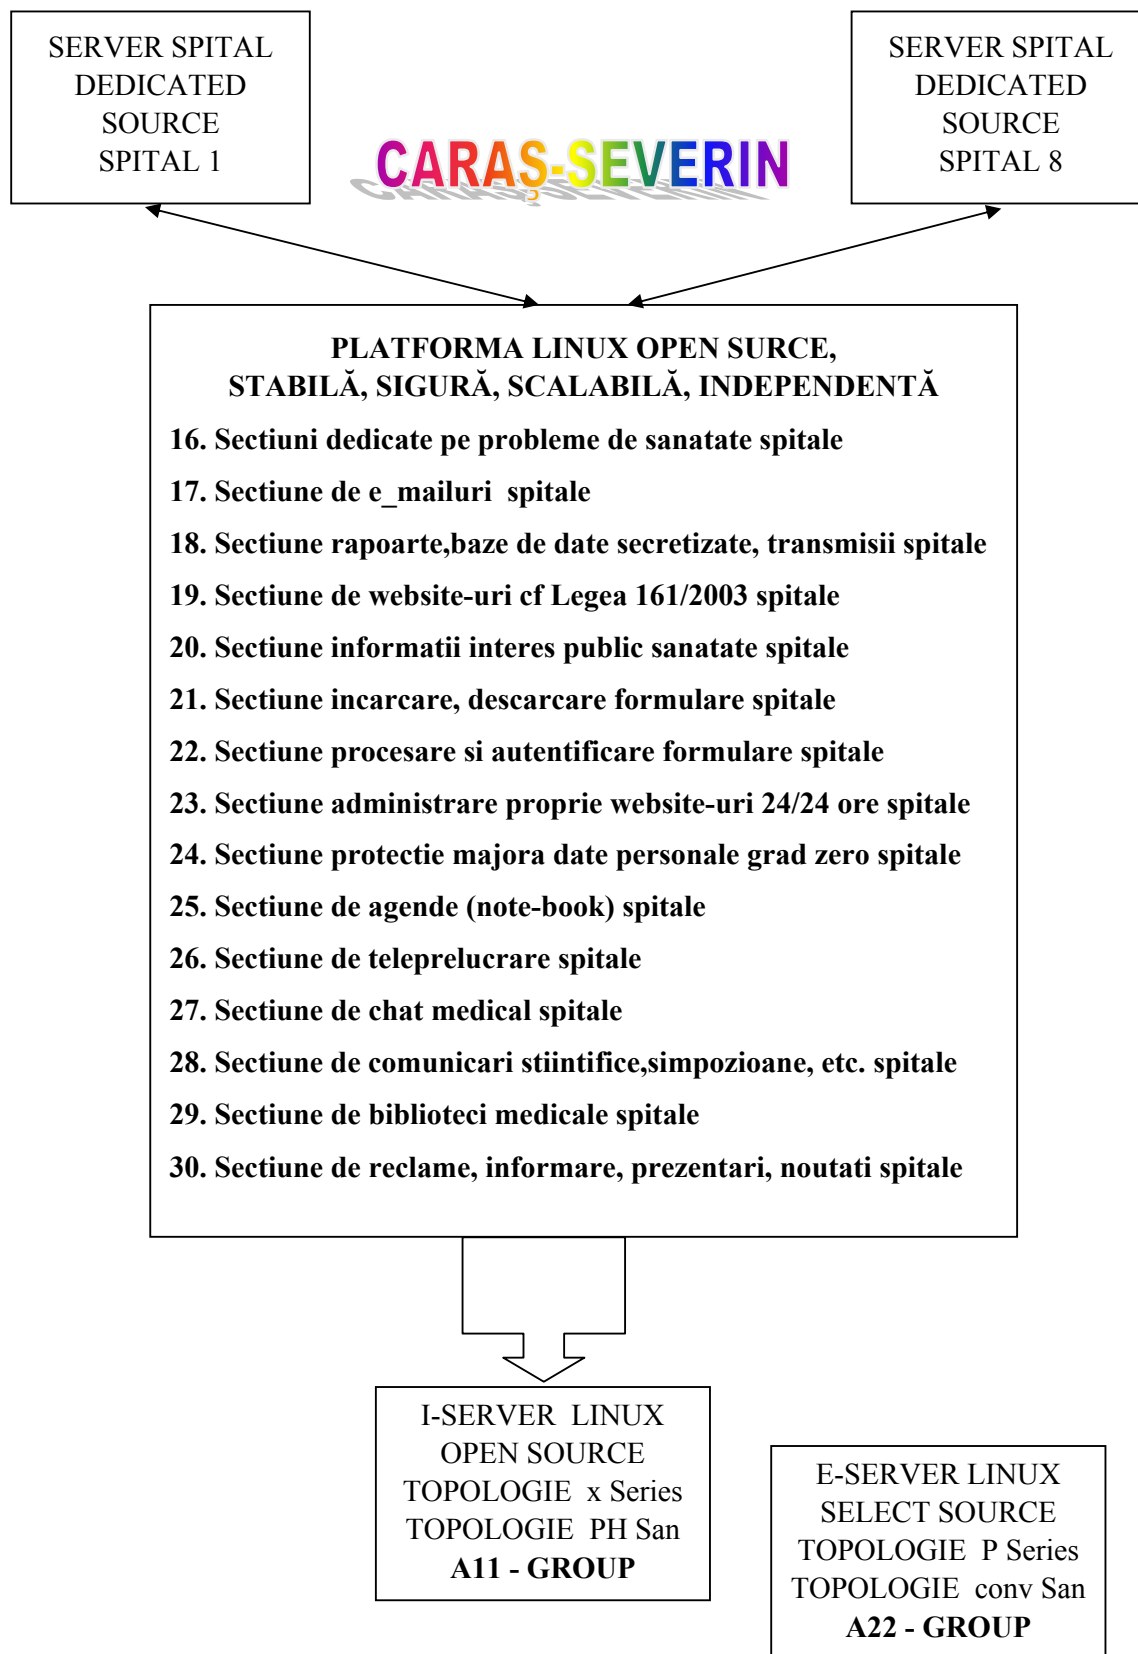 SERVER SPITAL
DEDICATED
SOURCE
SPITAL 1
SERVER SPITAL
DEDICATED
SOURCE
SPITAL 8
CARAȘ-SEVERIN
PLATFORMA LINUX OPEN SURCE,
STABILĂ, SIGURĂ, SCALABILĂ, INDEPENDENTĂ
16. Sectiuni dedicate pe probleme de sanatate spitale
17. Sectiune de e_mailuri  spitale
18. Sectiune rapoarte,baze de date secretizate, transmisii spitale
19. Sectiune de website-uri cf Legea 161/2003 spitale
20. Sectiune informatii interes public sanatate spitale
21. Sectiune incarcare, descarcare formulare spitale
22. Sectiune procesare si autentificare formulare spitale
23. Sectiune administrare proprie website-uri 24/24 ore spitale
24. Sectiune protectie majora date personale grad zero spitale
25. Sectiune de agende (note-book) spitale
26. Sectiune de teleprelucrare spitale
27. Sectiune de chat medical spitale
28. Sectiune de comunicari stiintifice,simpozioane, etc. spitale
29. Sectiune de biblioteci medicale spitale
30. Sectiune de reclame, informare, prezentari, noutati spitale
I-SERVER  LINUX
OPEN SOURCE
TOPOLOGIE  x Series
TOPOLOGIE  PH San
A11 - GROUP
E-SERVER LINUX
SELECT SOURCE
TOPOLOGIE  P Series
TOPOLOGIE  conv San
A22 - GROUP